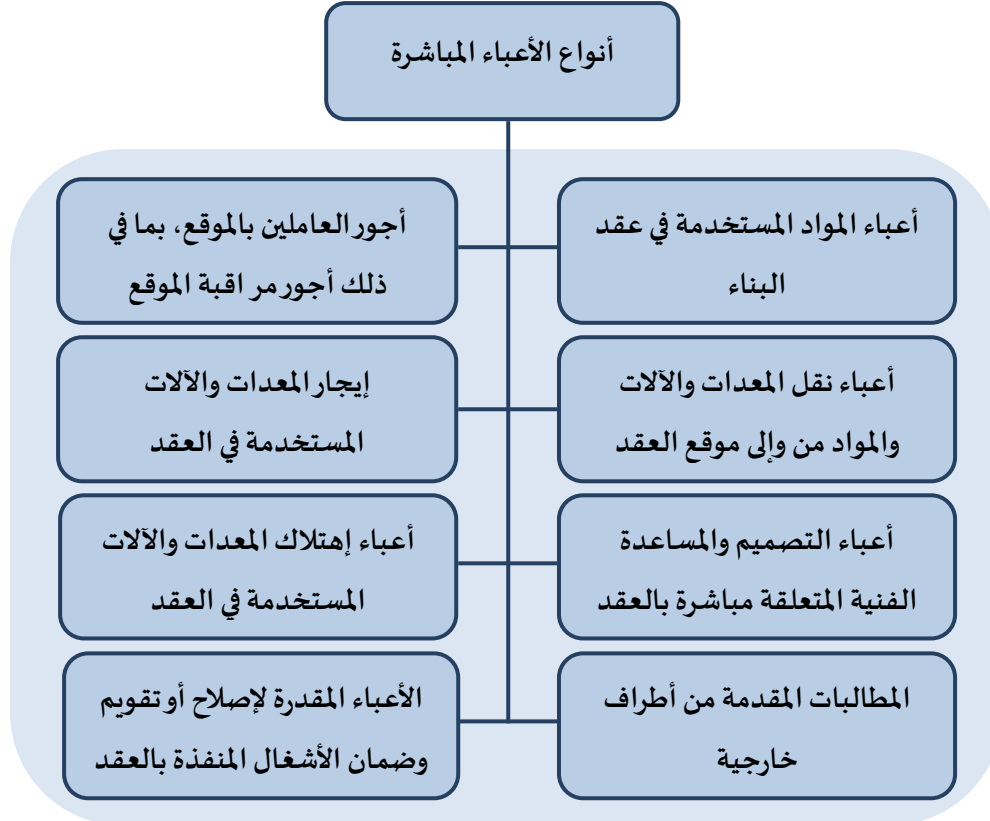 أنواع الأعباء المباشرة
أعباء المواد المستخدمة في عقد
البناء
أجور العاملين بالموقع، بما في
ذلك أجور مراقبة الموقع
أعباء نقل المعدات والآلات
والمواد من وإلى موقع العقد
إيجار المعدات والآلات
المستخدمة في العقد
أعباء التصميم والمساعدة
الفنية المتعلقة مباشرة بالعقد
أعباء إهتلاك المعدات والآلات
المستخدمة في العقد
المطالبات المقدمة من أطراف
خارجية
الأعباء المقدرة لإصلاح أو تقويم
وضمان الأشغال المنفذة بالعقد